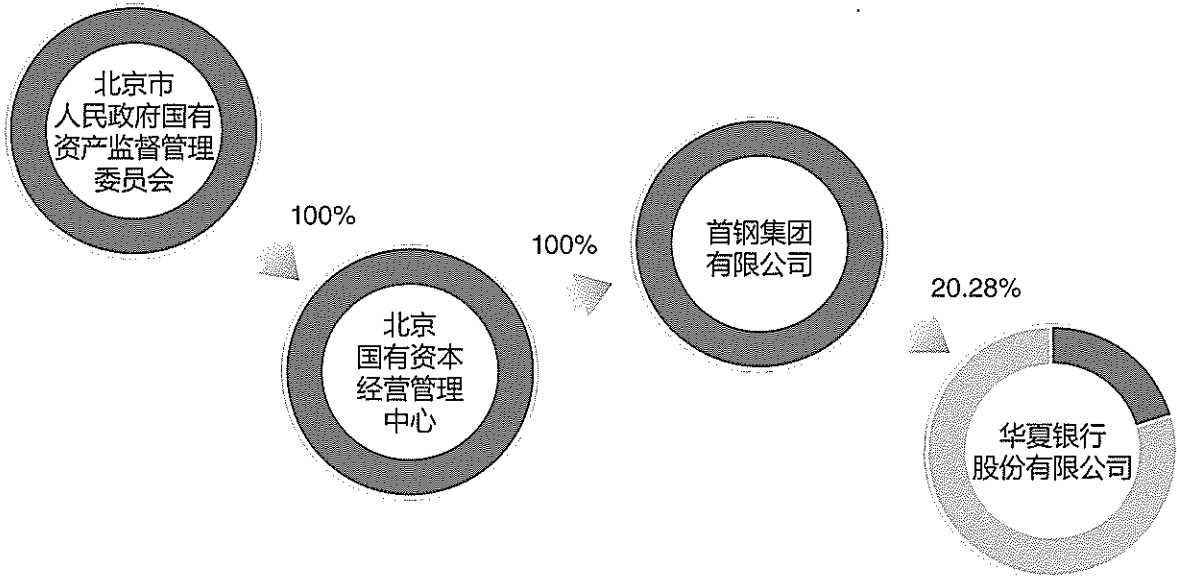 北京市
人民政府国有
资产监督管理
委员会
100%
北京
国有资本
经营管理
中心
100%
首钢集团
有限公司
20.28%
华夏银行
股份有限公司